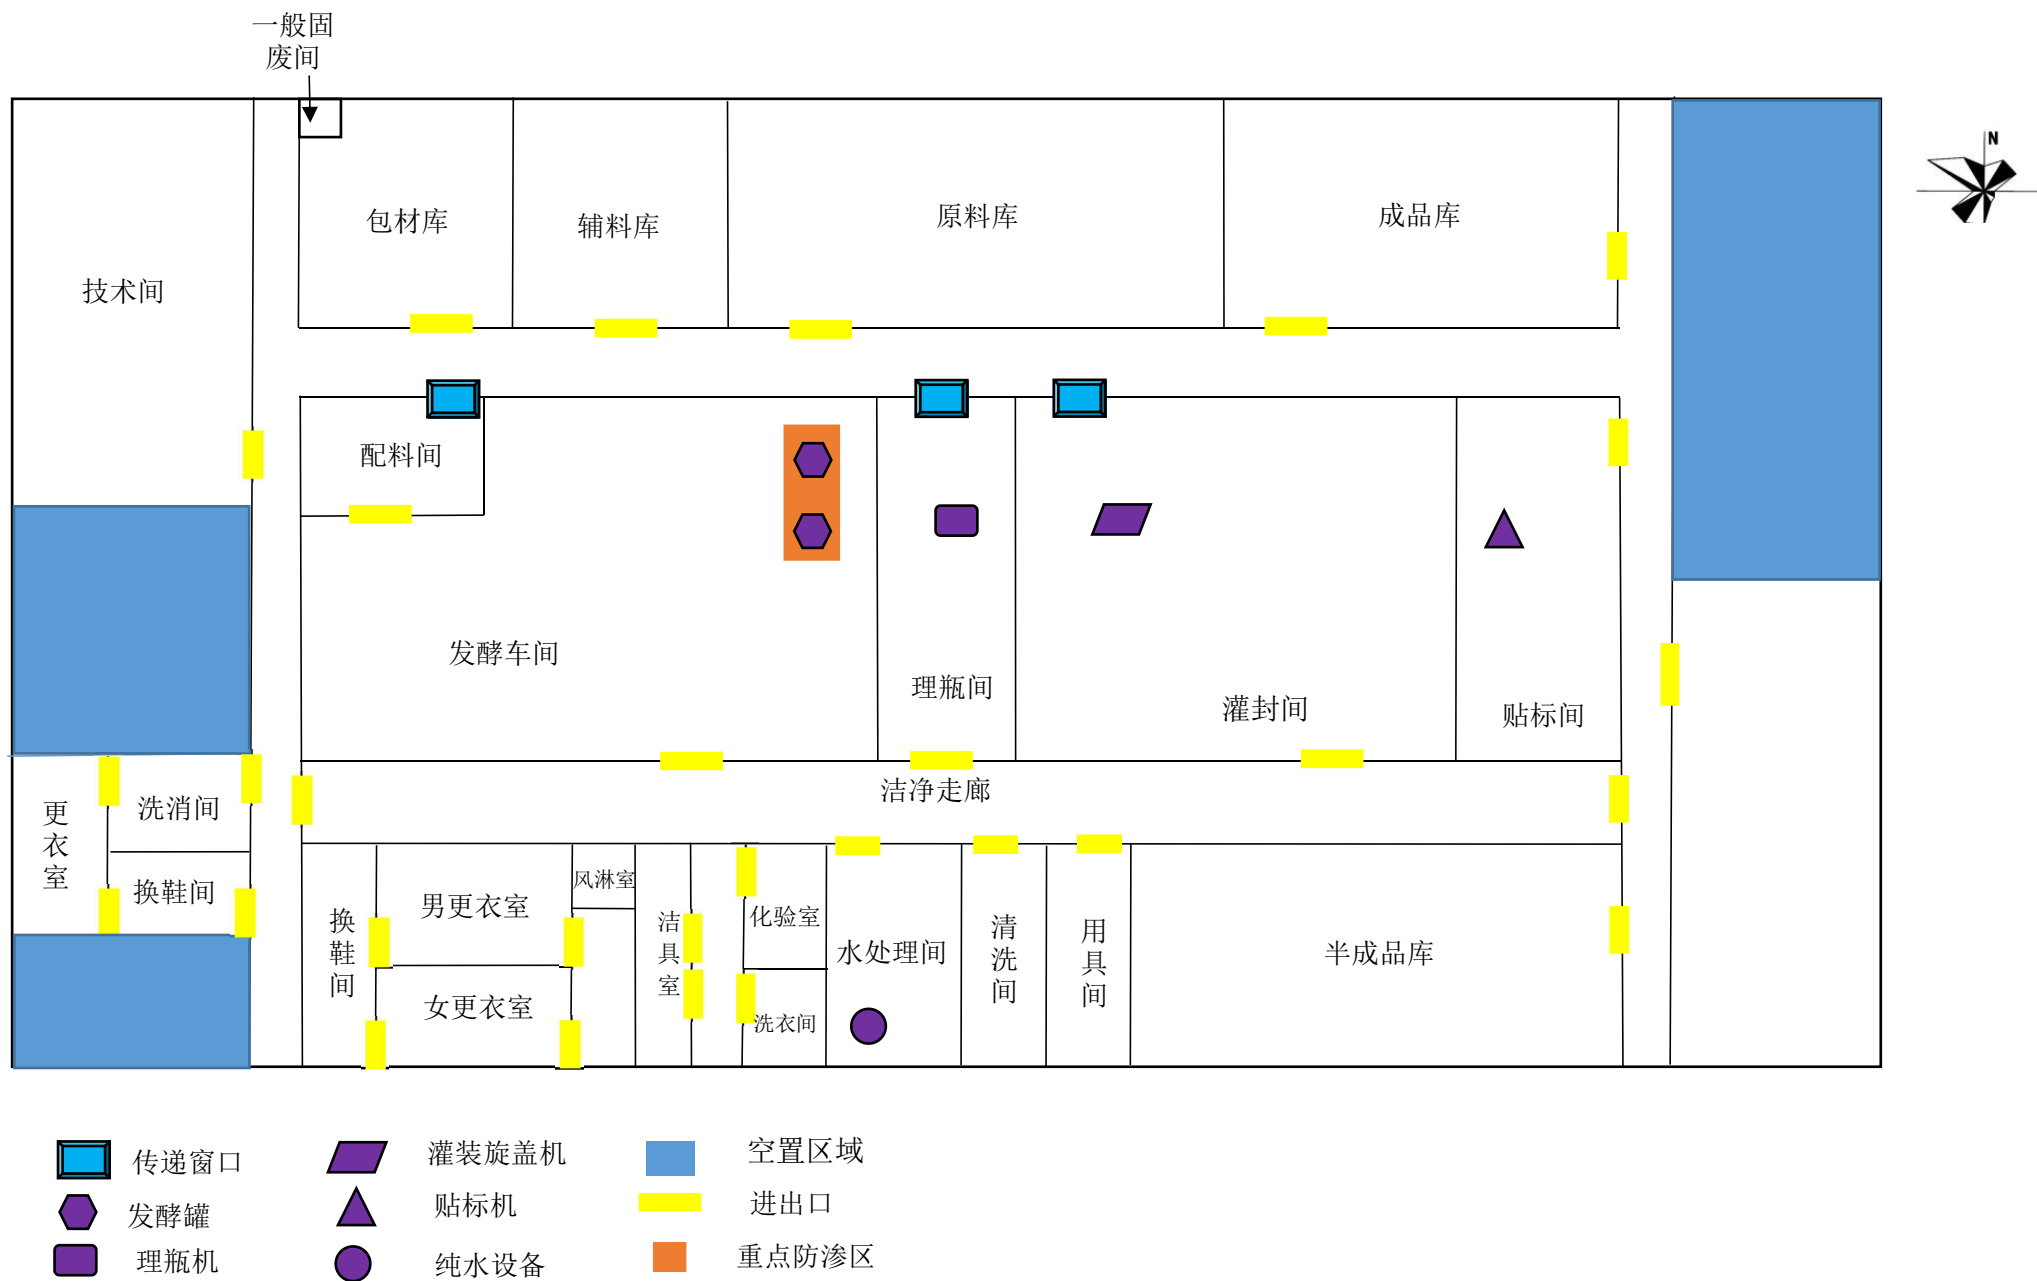 一般固
废间
N
包材库
辅料库
原料库
成品库
技术间
配料间
发酵车间
理瓶间
灌封间
贴标间
洁净走廊
更衣室
洗消间
换鞋间
换鞋间
男更衣室
女更衣室
风淋室
洁具室
化验室
洗衣间
水处理间
清洗间
用具间
半成品库
传递窗口
灌装旋盖机
空置区域
发酵罐
贴标机
进出口
理瓶机
纯水设备
重点防渗区